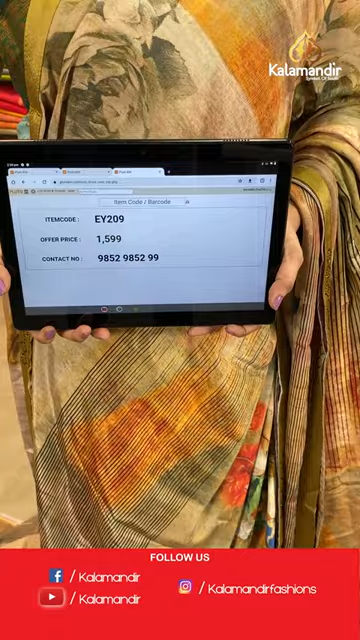 Kalamandir
Symbol Of South
Item Code / Barcode
ITEMCODE : EY209
OFFER PRICE : 1,599
CONTACT NO : 9852 9852 99
FOLLOW US
/ Kalamandir
/ Kalamandirfashions
/ Kalamandir